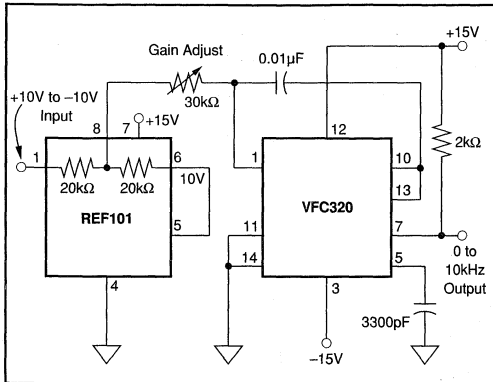 +15V
Gain Adjust
0.01µF
30kΩ
+10V to –10V
Input
+15V
8
7
12
2kΩ
1
6
1
10
20kΩ
20kΩ
10V
13
REF101
VFC320
5
11
7
14
5
0 to
10kHz
Output
4
3
3300pF
–15V